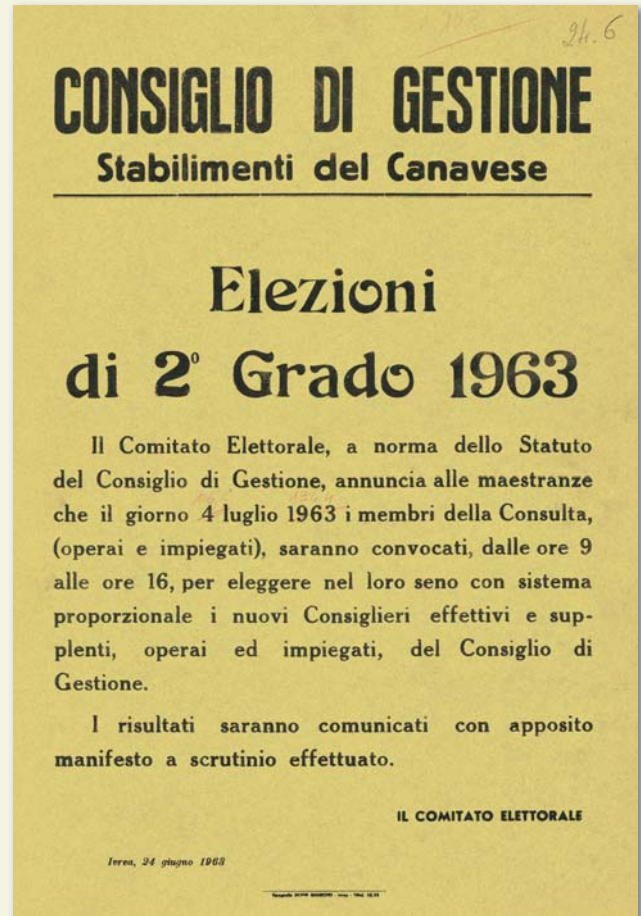 24.6
CONSIGLIO DI GESTIONE
Stabilimenti del Canavese
Elezioni
di 2º Grado 1963
Il Comitato Elettorale, a norma dello Statuto
del Consiglio di Gestione, annuncia alle maestranze
che il giorno 4 luglio 1963 i membri della Consulta,
(operai e impiegati), saranno convocati, dalle ore 9
alle ore 16, per eleggere nel loro seno con sistema
proporzionale i nuovi Consiglieri effettivi e sup-
plenti, operai ed impiegati, del Consiglio di
Gestione.
I risultati saranno comunicati con apposito
manifesto a scrutinio effettuato.
IL COMITATO ELETTORALE
Ivrea, 24 giugno 1963